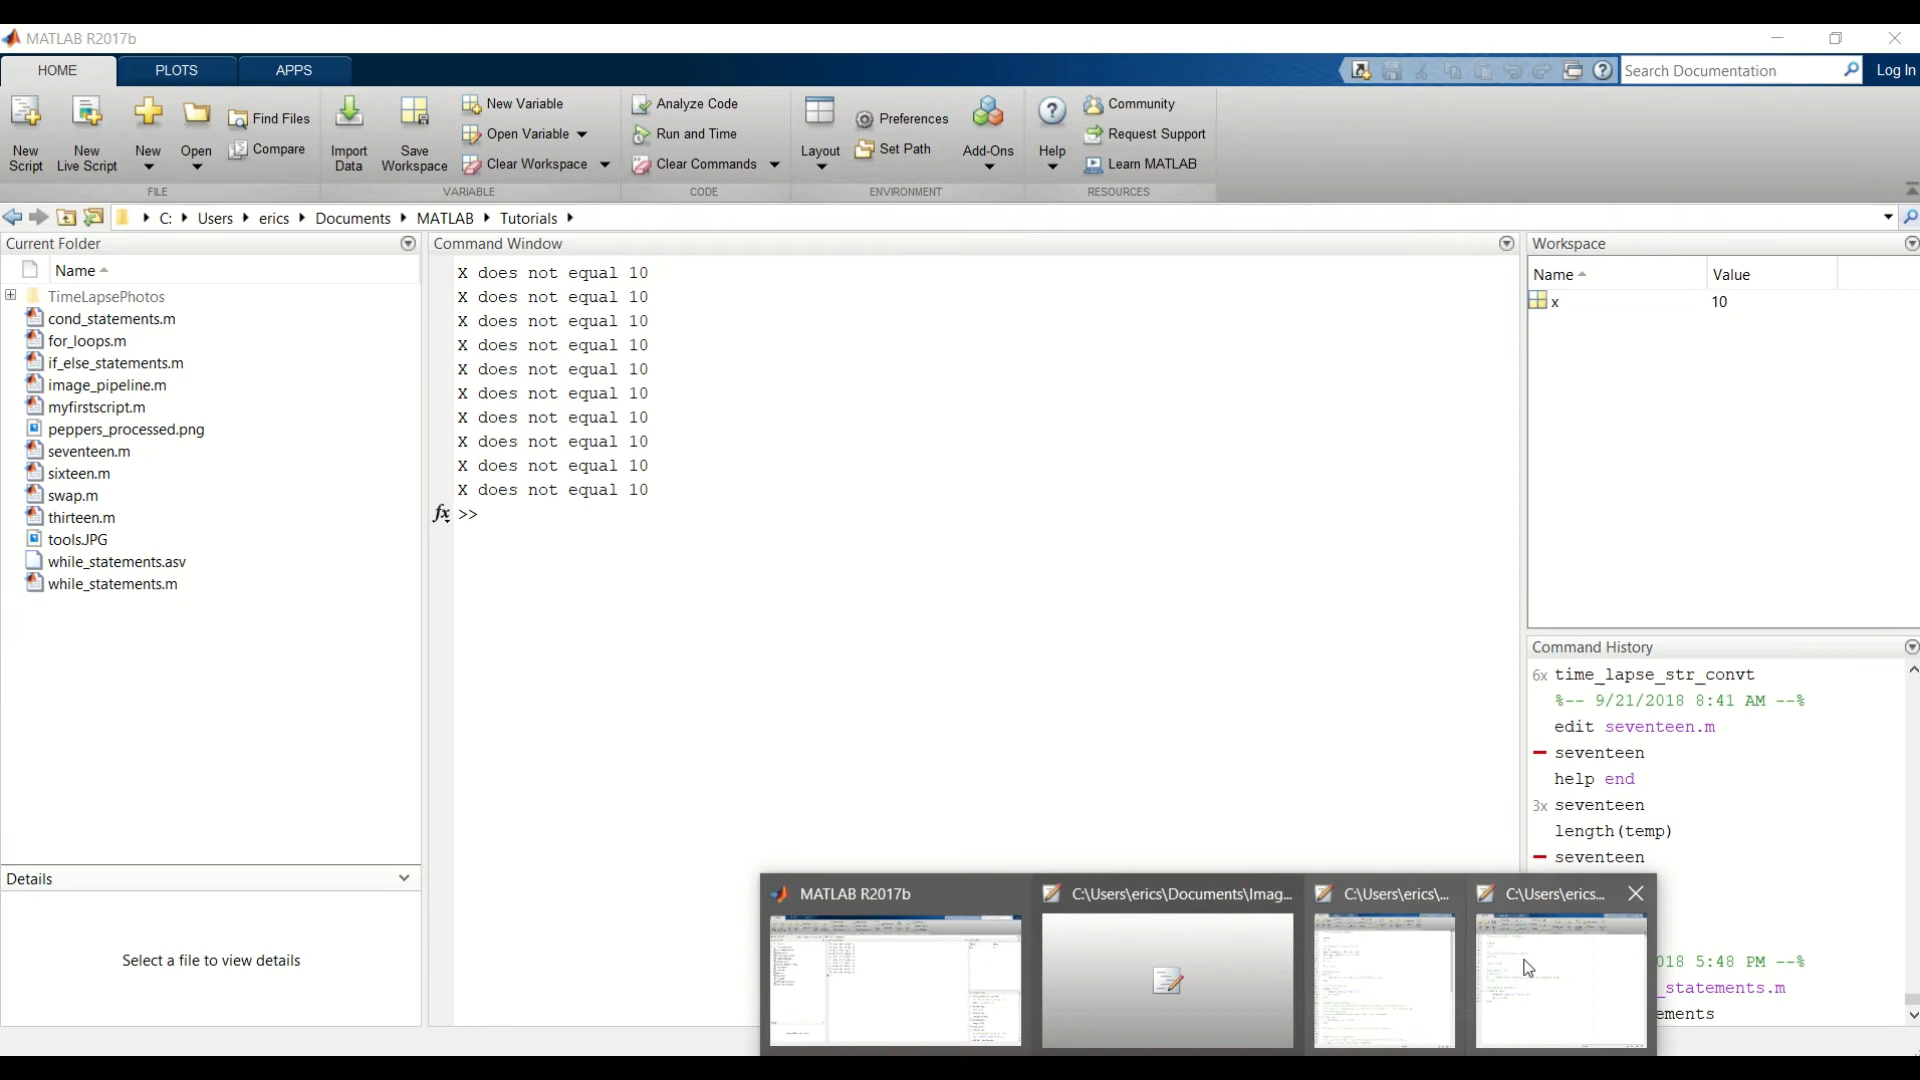 MATLAB R2017b
HOME PLOTS APPS
Search Documentation Log In
New Script
New Live Script
New
Open
Find Files
Compare
FILE
Import Data
Save Workspace
New Variable
Open Variable
Clear Workspace
VARIABLE
Analyze Code
Run and Time
Clear Commands
CODE
Layout
Preferences
Set Path
Add-Ons
ENVIRONMENT
Help
Community
Request Support
Learn MATLAB
RESOURCES
C: Users erics Documents MATLAB Tutorials
Current Folder
Name
TimeLapsePhotos
cond_statements.m
for_loops.m
if_else_statements.m
image_pipeline.m
myfirstscript.m
peppers_processed.png
seventeen.m
sixteen.m
swap.m
thirteen.m
tools.JPG
while_statements.asv
while_statements.m
Details
Select a file to view details
Command Window
X does not equal 10
X does not equal 10
X does not equal 10
X does not equal 10
X does not equal 10
X does not equal 10
X does not equal 10
X does not equal 10
X does not equal 10
X does not equal 10
fx >>
Workspace
Name Value
x 10
Command History
6x time_lapse_str_convt
%-- 9/21/2018 8:41 AM --%
edit seventeen.m
seventeen
help end
3x seventeen
length(temp)
seventeen
018 5:48 PM --%
_statements.m
ements
MATLAB R2017b
C:\Users\erics\Documents\Imag...
C:\Users\erics\...
C:\Users\erics...